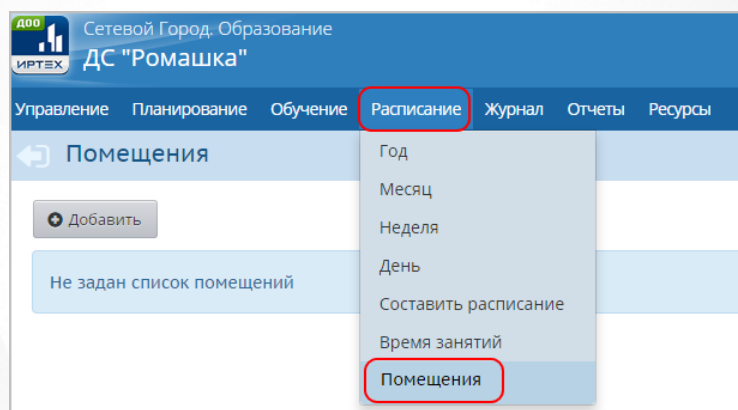 ДОО
ИРТЕХ
Сетевой Город. Образование
ДС "Ромашка"
Управление Планирование Обучение Расписание Журнал Отчеты Ресурсы
Помещения
Добавить
Не задан список помещений
Год
Месяц
Неделя
День
Составить расписание
Время занятий
Помещения